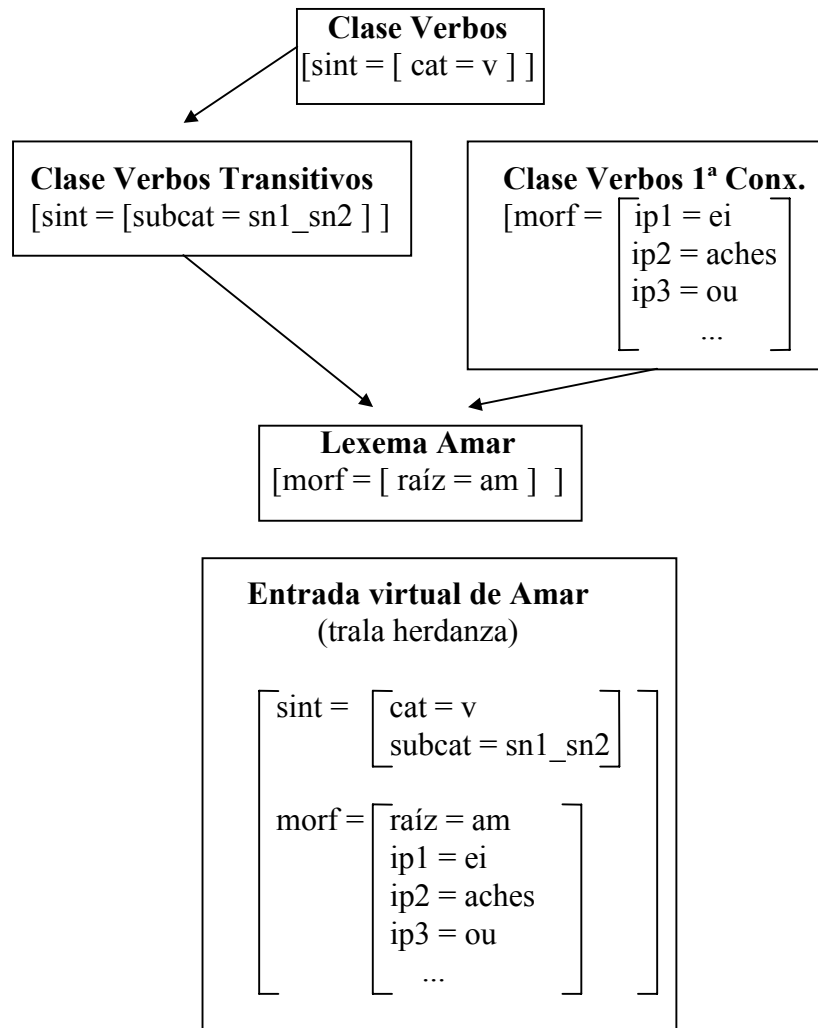 Clase Verbos
[sint = [ cat = v ] ]
Clase Verbos Transitivos
[sint = [subcat = sn1_sn2 ] ]
Clase Verbos 1ª Conx.
[morf = [ip1 = ei
ip2 = aches
ip3 = ou
... ]
Lexema Amar
[morf = [ raíz = am ] ]
Entrada virtual de Amar
(trala herdanza)
[ sint = [ cat = v
subcat = sn1_sn2 ]
morf = [ raíz = am
ip1 = ei
ip2 = aches
ip3 = ou
... ] ]